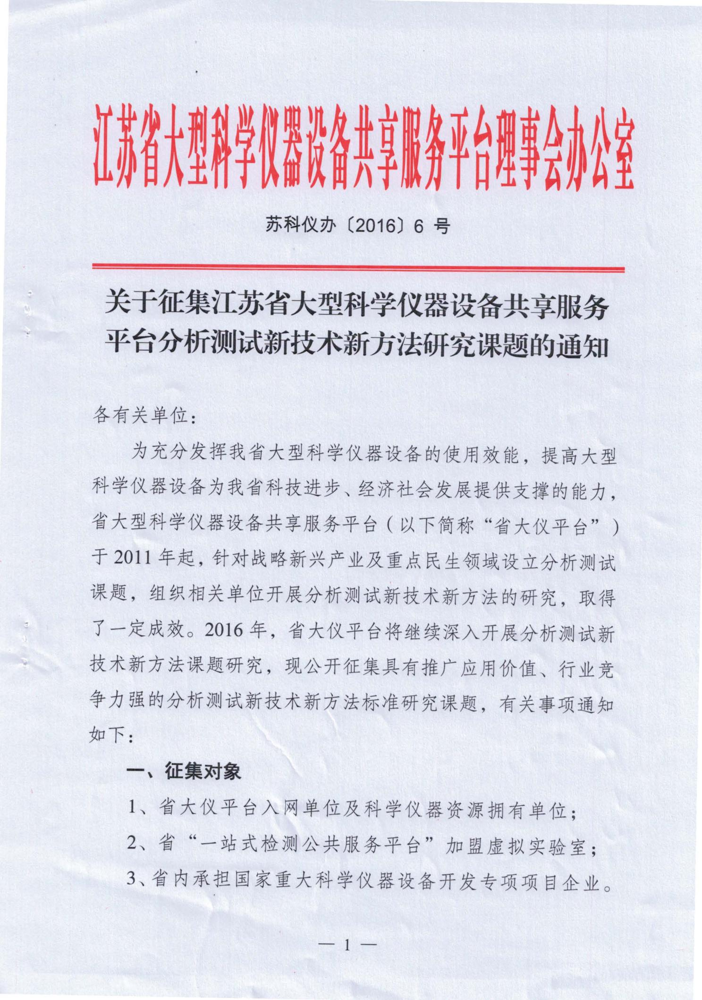 江苏省大型科学仪器设备共享服务平台理事会办公室
苏科仪办〔2016〕6 号
关于征集江苏省大型科学仪器设备共享服务
平台分析测试新技术新方法研究课题的通知
各有关单位：
为充分发挥我省大型科学仪器设备的使用效能，提高大型
科学仪器设备为我省科技进步、经济社会发展提供支撑的能力，
省大型科学仪器设备共享服务平台（以下简称“省大仪平台”）
于 2011 年起，针对战略新兴产业及重点民生领域设立分析测试
课题，组织相关单位开展分析测试新技术新方法的研究，取得
了一定成效。2016 年，省大仪平台将继续深入开展分析测试新
技术新方法课题研究，现公开征集具有推广应用价值、行业竞
争力强的分析测试新技术新方法标准研究课题，有关事项通知
如下：
一、征集对象
1、省大仪平台入网单位及科学仪器资源拥有单位；
2、省“一站式检测公共服务平台”加盟虚拟实验室；
3、省内承担国家重大科学仪器设备开发专项项目企业。
— 1 —